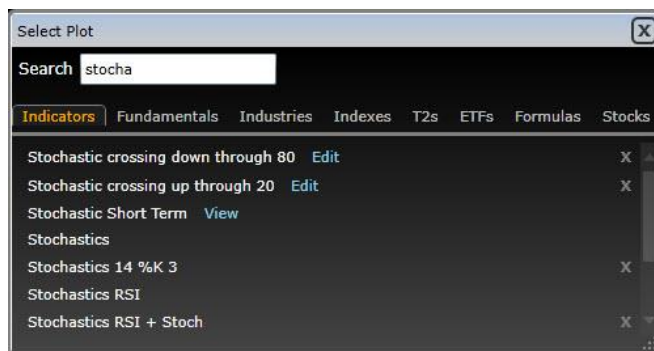 Select Plot X
Search stocha
Indicators Fundamentals Industries Indexes T2s ETFs Formulas Stocks
Stochastic crossing down through 80 Edit X
Stochastic crossing up through 20 Edit X
Stochastic Short Term View
Stochastics
Stochastics 14 %K 3 X
Stochastics RSI
Stochastics RSI + Stoch X